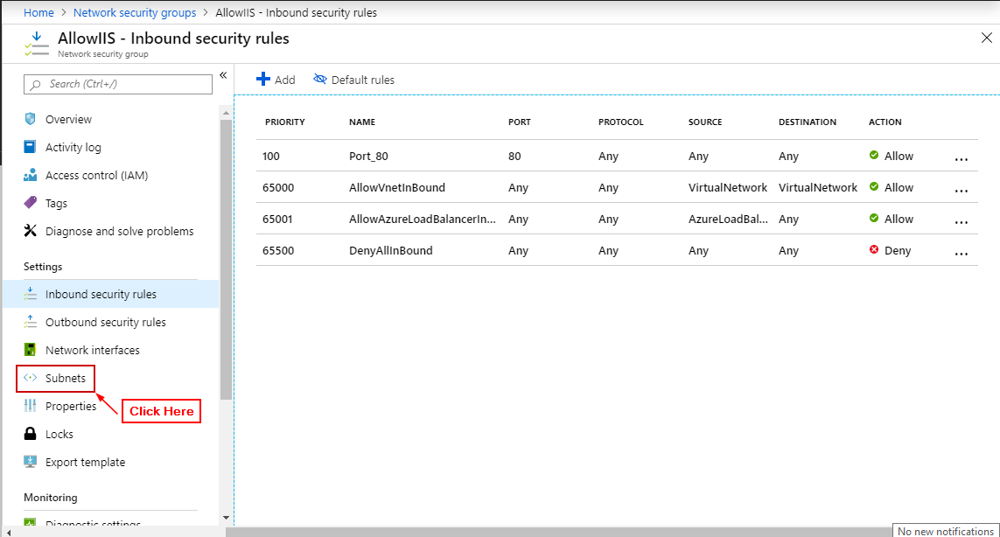 Home > Network security groups > AllowIIS - Inbound security rules
AllowIIS - Inbound security rules
Network security group
Search (Ctrl+/)
Overview
Activity log
Access control (IAM)
Tags
Diagnose and solve problems
Settings
Inbound security rules
Outbound security rules
Network interfaces
Subnets
Click Here
Properties
Locks
Export template
Monitoring
Diagnostic settings
Add Default rules
PRIORITY NAME PORT PROTOCOL SOURCE DESTINATION ACTION
100 Port_80 80 Any Any Any Allow ...
65000 AllowVnetInBound Any Any VirtualNetwork VirtualNetwork Allow ...
65001 AllowAzureLoadBalancerIn... Any Any AzureLoadBal... Any Allow ...
65500 DenyAllInBound Any Any Any Any Deny ...
No new notifications